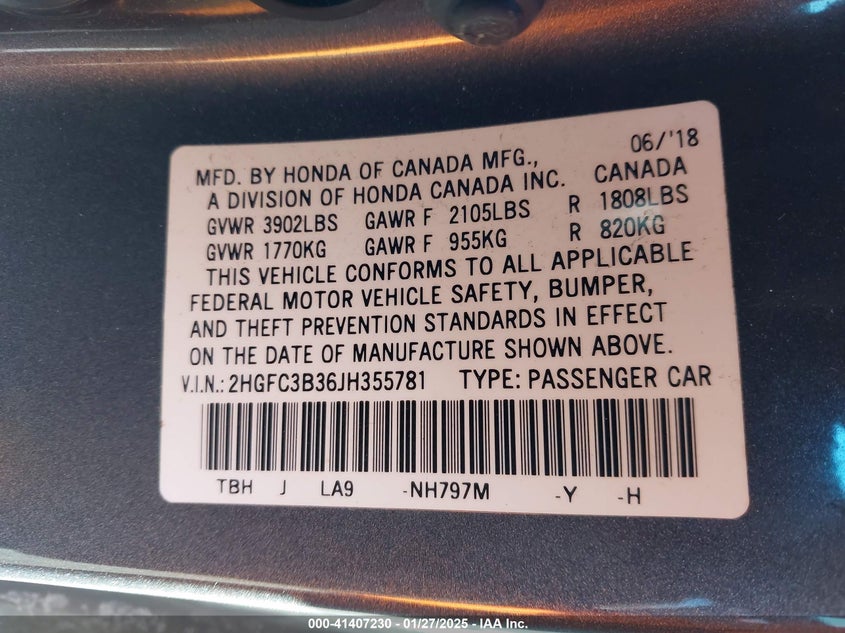 06/'18
MFD. BY HONDA OF CANADA MFG.,
A DIVISION OF HONDA CANADA INC. CANADA
GVWR 3902LBS GAWR F 2105LBS R 1808LBS
GVWR 1770KG GAWR F 955KG R 820KG
THIS VEHICLE CONFORMS TO ALL APPLICABLE
FEDERAL MOTOR VEHICLE SAFETY, BUMPER,
AND THEFT PREVENTION STANDARDS IN EFFECT
ON THE DATE OF MANUFACTURE SHOWN ABOVE.
V.I.N.: 2HGFC3B36JH355781 TYPE: PASSENGER CAR
TBH J LA9 -NH797M -Y -H
000-41407230 - 01/27/2025 - IAA Inc.